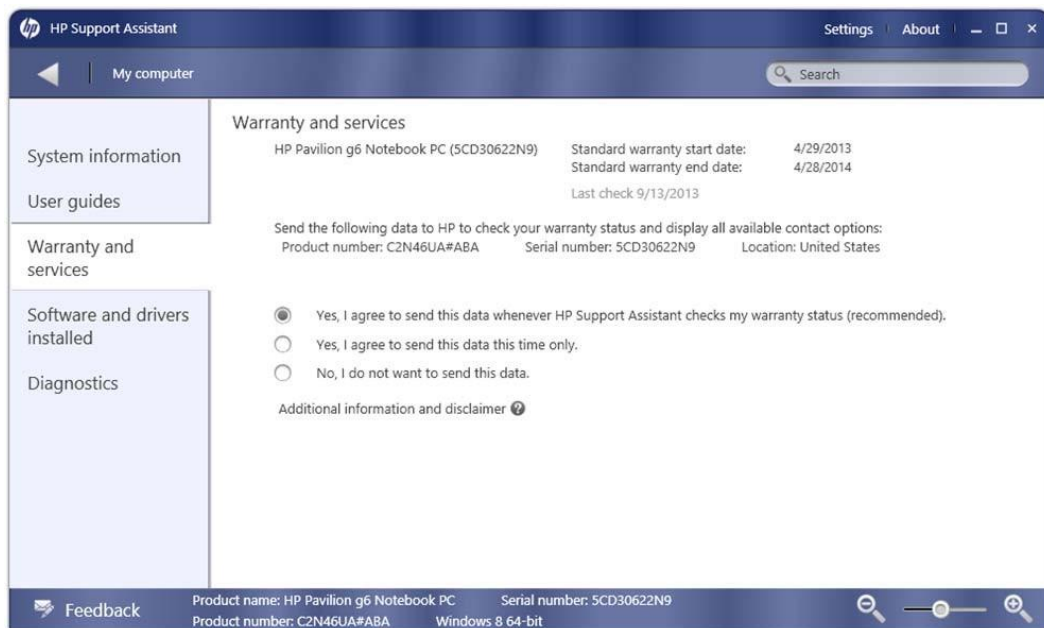 hp HP Support Assistant Settings About
My computer Search
System information
User guides
Warranty and
services
Software and drivers
installed
Diagnostics
Warranty and services
HP Pavilion g6 Notebook PC (5CD30622N9) Standard warranty start date: 4/29/2013
Standard warranty end date: 4/28/2014
Last check 9/13/2013
Send the following data to HP to check your warranty status and display all available contact options:
Product number: C2N46UA#ABA Serial number: 5CD30622N9 Location: United States
Yes, I agree to send this data whenever HP Support Assistant checks my warranty status (recommended).
Yes, I agree to send this data this time only.
No, I do not want to send this data.
Additional information and disclaimer ?
Feedback
Product name: HP Pavilion g6 Notebook PC Serial number: 5CD30622N9
Product number: C2N46UA#ABA Windows 8 64-bit